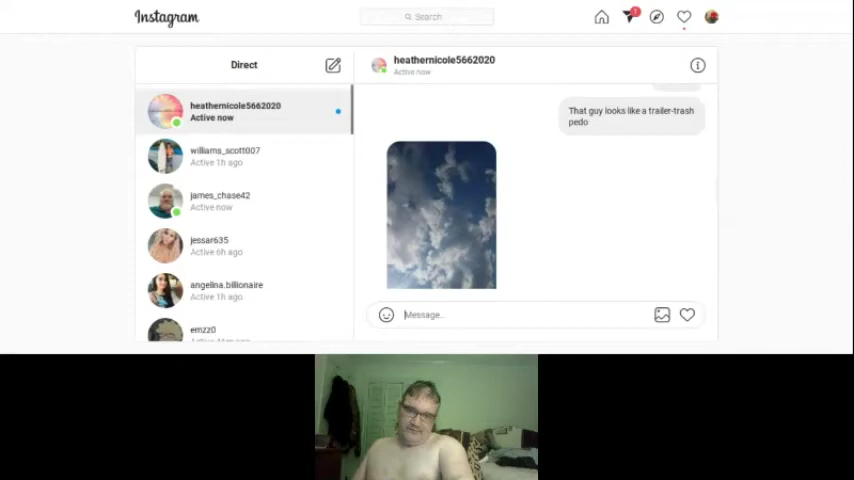 Instagram
Search
1
Direct
heathernicole5662020
Active now
heathernicole5662020
Active now
williams_scott007
Active 1h ago
james_chase42
Active now
jessar635
Active 6h ago
angelina.billionaire
Active 1h ago
emzz0
That guy looks like a trailer-trash
pedo
Message...